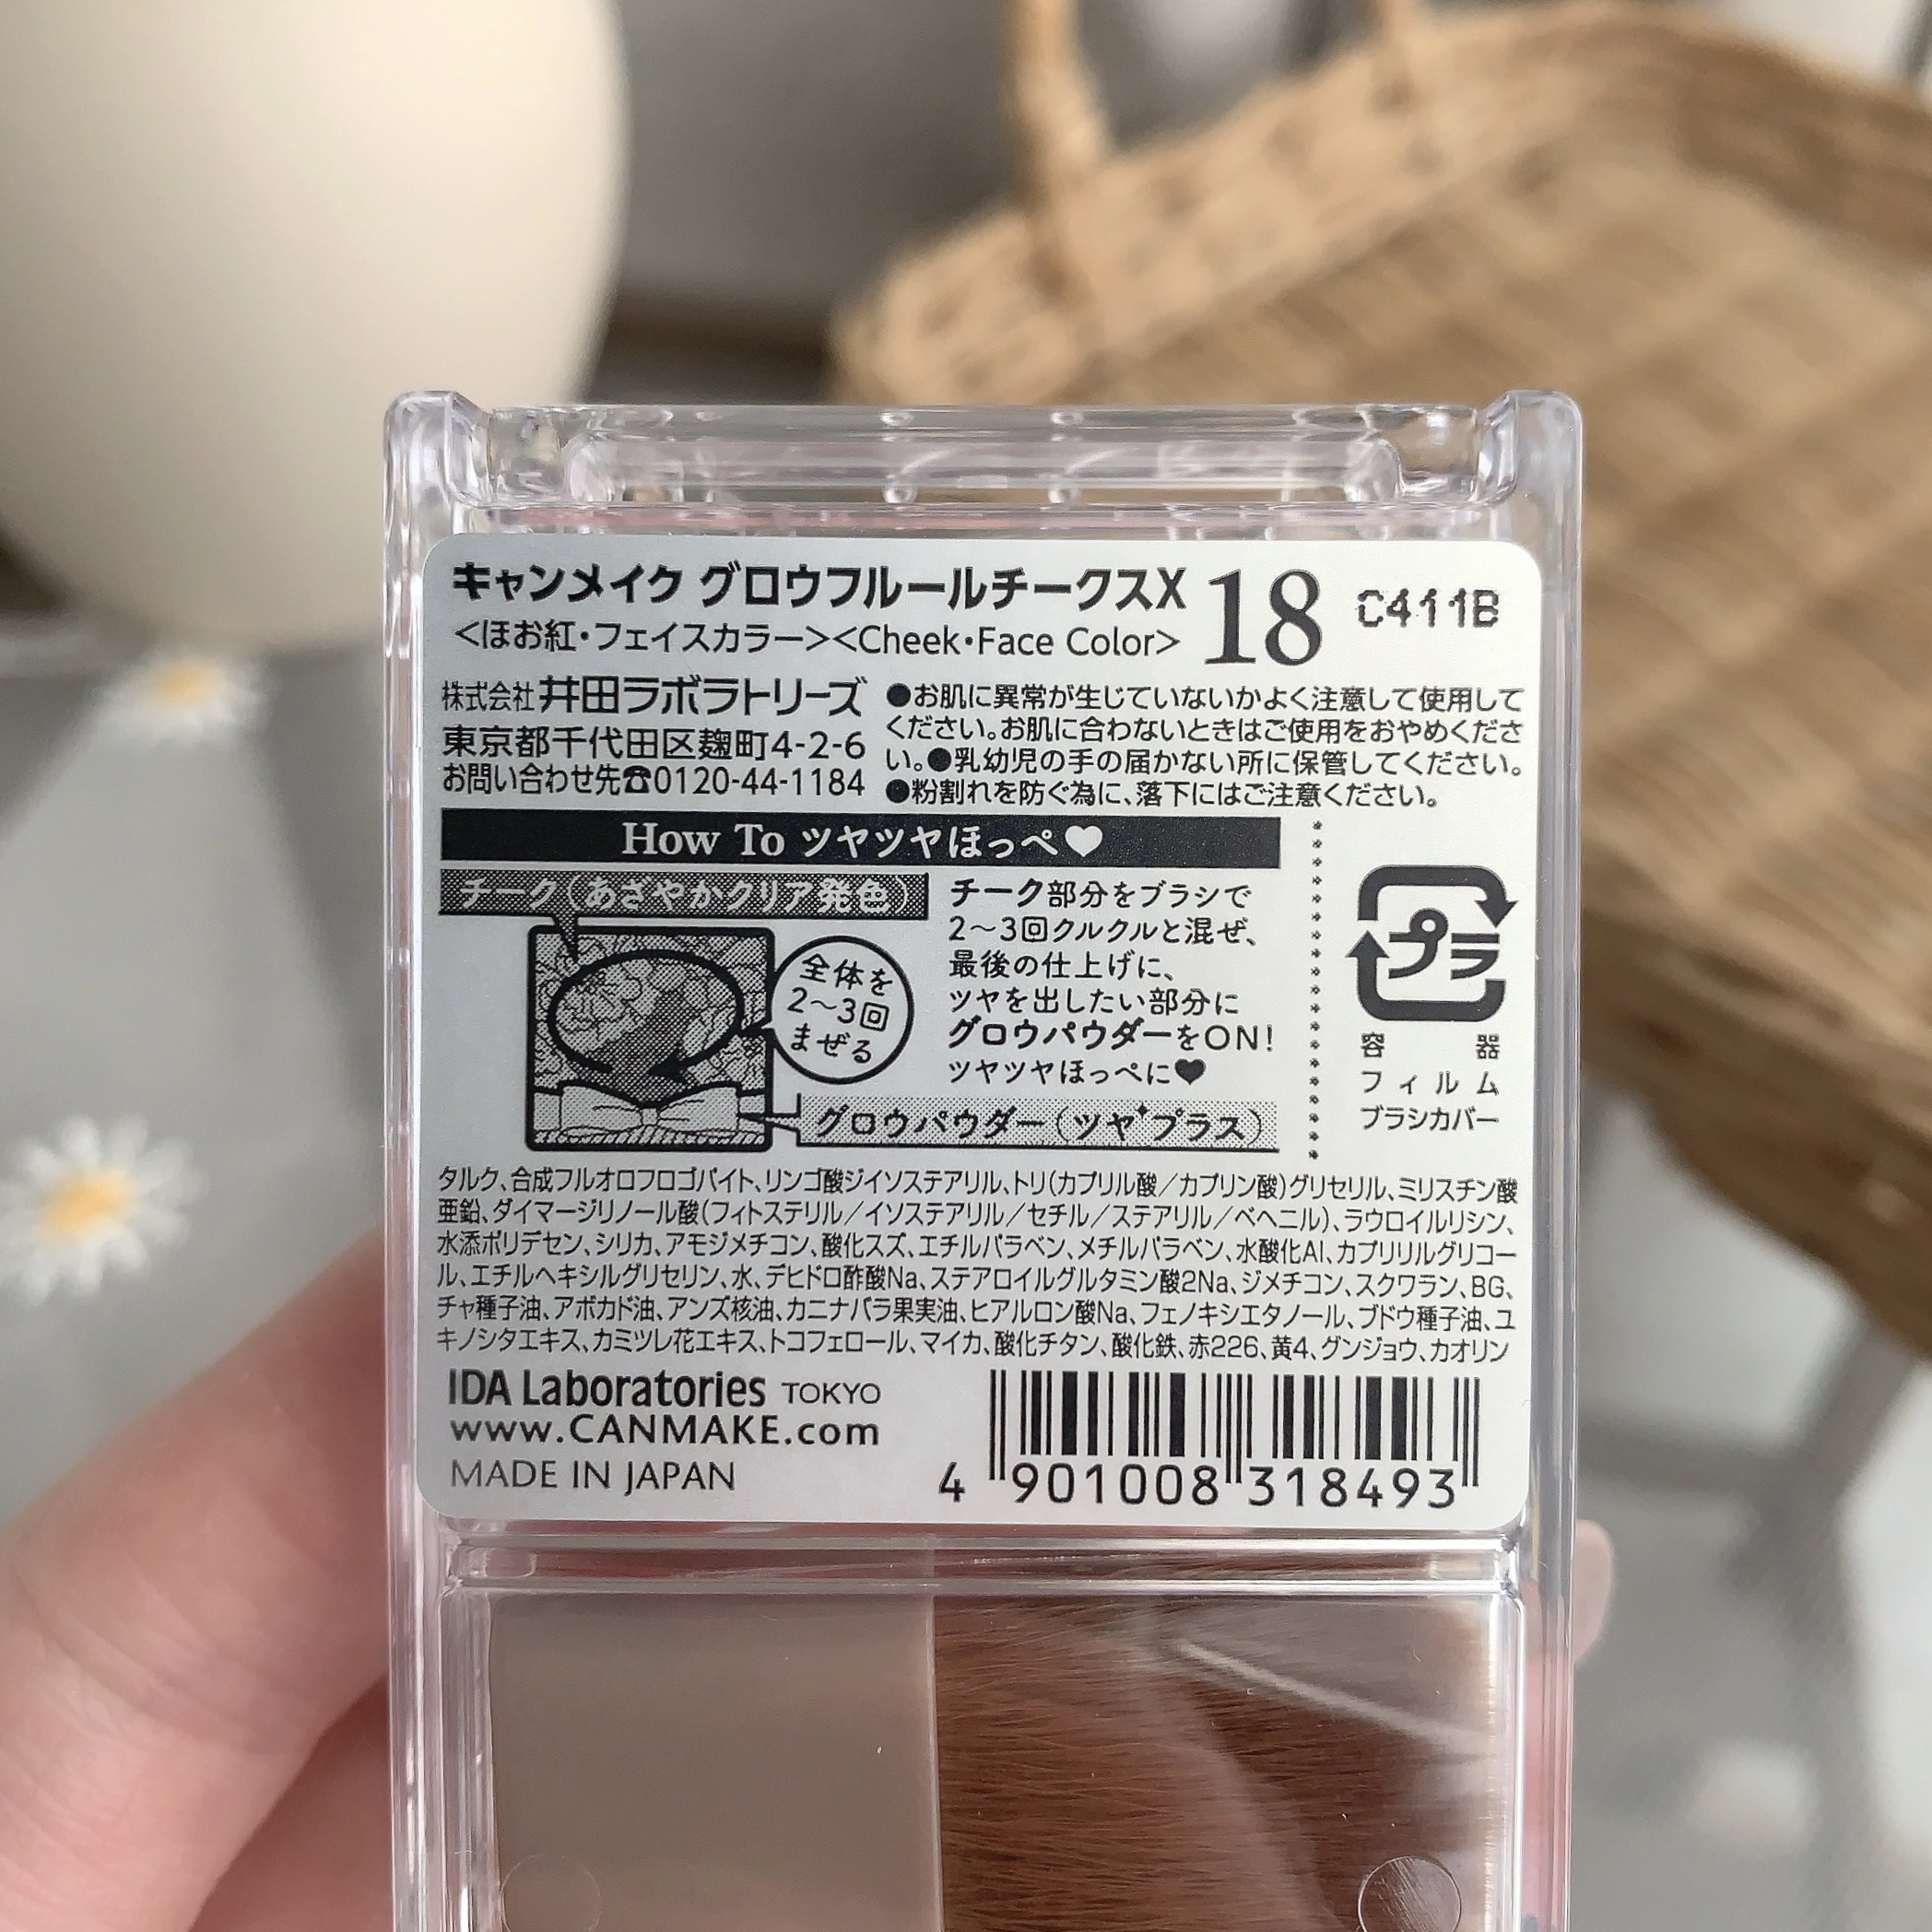 キャンメイク グロウフルールチークスX 18 C411B
<ほお紅・フェイスカラー><Cheek・Face Color>
株式会社 井田ラボラトリーズ
東京都千代田区麹町4-2-6
お問い合わせ先☎0120-44-1184
●お肌に異常が生じていないかよく注意して使用して
ください。お肌に合わないときはご使用をおやめくださ
い。●乳幼児の手の届かない所に保管してください。
●粉割れを防ぐ為に、落下にはご注意ください。
How To ツヤツヤほっぺ♥
チーク(あざやかクリア発色)
全体を
2〜3回
まぜる
チーク部分をブラシで
2〜3回クルクルと混ぜ、
最後の仕上げに、
ツヤを出したい部分に
グロウパウダーをON!
ツヤツヤほっぺに♥
グロウパウダー(ツヤ✦プラス)
プラ
容器
フィルム
ブラシカバー
タルク、合成フルオロフロゴパイト、リンゴ酸ジイソステアリル、トリ(カプリル酸/カプリン酸)グリセリル、ミリスチン酸
亜鉛、ダイマージリノール酸(フィトステリル/イソステアリル/セチル/ステアリル/ベヘニル)、ラウロイルリシン、
水添ポリデセン、シリカ、アモジメチコン、酸化スズ、エチルパラベン、メチルパラベン、水酸化Al、カプリリルグリコー
ル、エチルヘキシルグリセリン、水、デヒドロ酢酸Na、ステアロイルグルタミン酸2Na、ジメチコン、スクワラン、BG、
チャ種子油、アボカド油、アンズ核油、カニナバラ果実油、ヒアルロン酸Na、フェノキシエタノール、ブドウ種子油、ユ
キノシタエキス、カミツレ花エキス、トコフェロール、マイカ、酸化チタン、酸化鉄、赤226、黄4、グンジョウ、カオリン
IDA Laboratories TOKYO
www.CANMAKE.com
MADE IN JAPAN
4 901008 318493